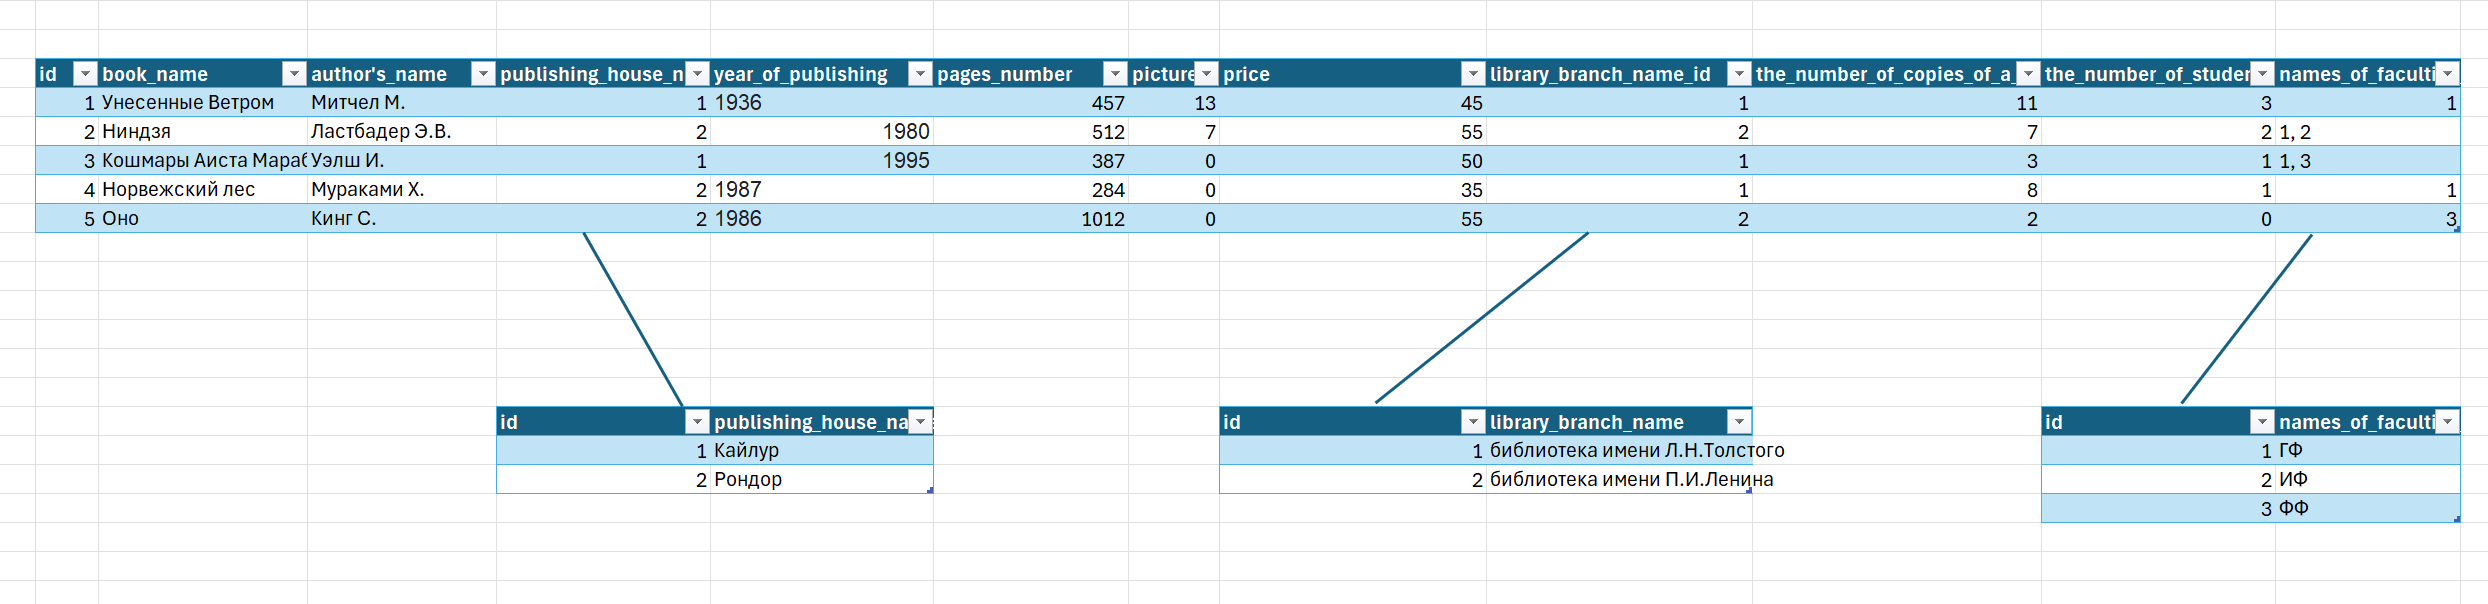 id book_name author's_name publishing_house_n year_of_publishing pages_number picture price library_branch_name_id the_number_of_copies_of_a_ the_number_of_studer names_of_faculti
1 Унесенные Ветром Митчел М. 1 1936 457 13 45 1 11 3 1
2 Ниндзя Ластбадер Э.В. 2 1980 512 7 55 2 7 2 1, 2
3 Кошмары Аиста Мараб Уэлш И. 1 1995 387 0 50 1 3 1 1, 3
4 Норвежский лес Мураками Х. 2 1987 284 0 35 1 8 1 1
5 Оно Кинг С. 2 1986 1012 0 55 2 2 0 3
id publishing_house_na id library_branch_name id names_of_faculti
1 Кайлур 1 библиотека имени Л.Н.Толстого 1 ГФ
2 Рондор 2 библиотека имени П.И.Ленина 2 ИФ
3 ФФ